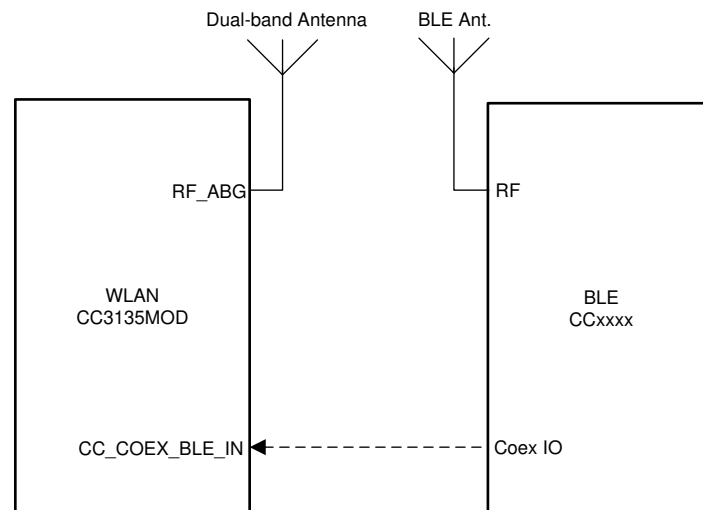 Dual-band Antenna
BLE Ant.
RF_ABG
RF
WLAN
CC3135MOD
BLE
CCxxxx
CC_COEX_BLE_IN
Coex IO